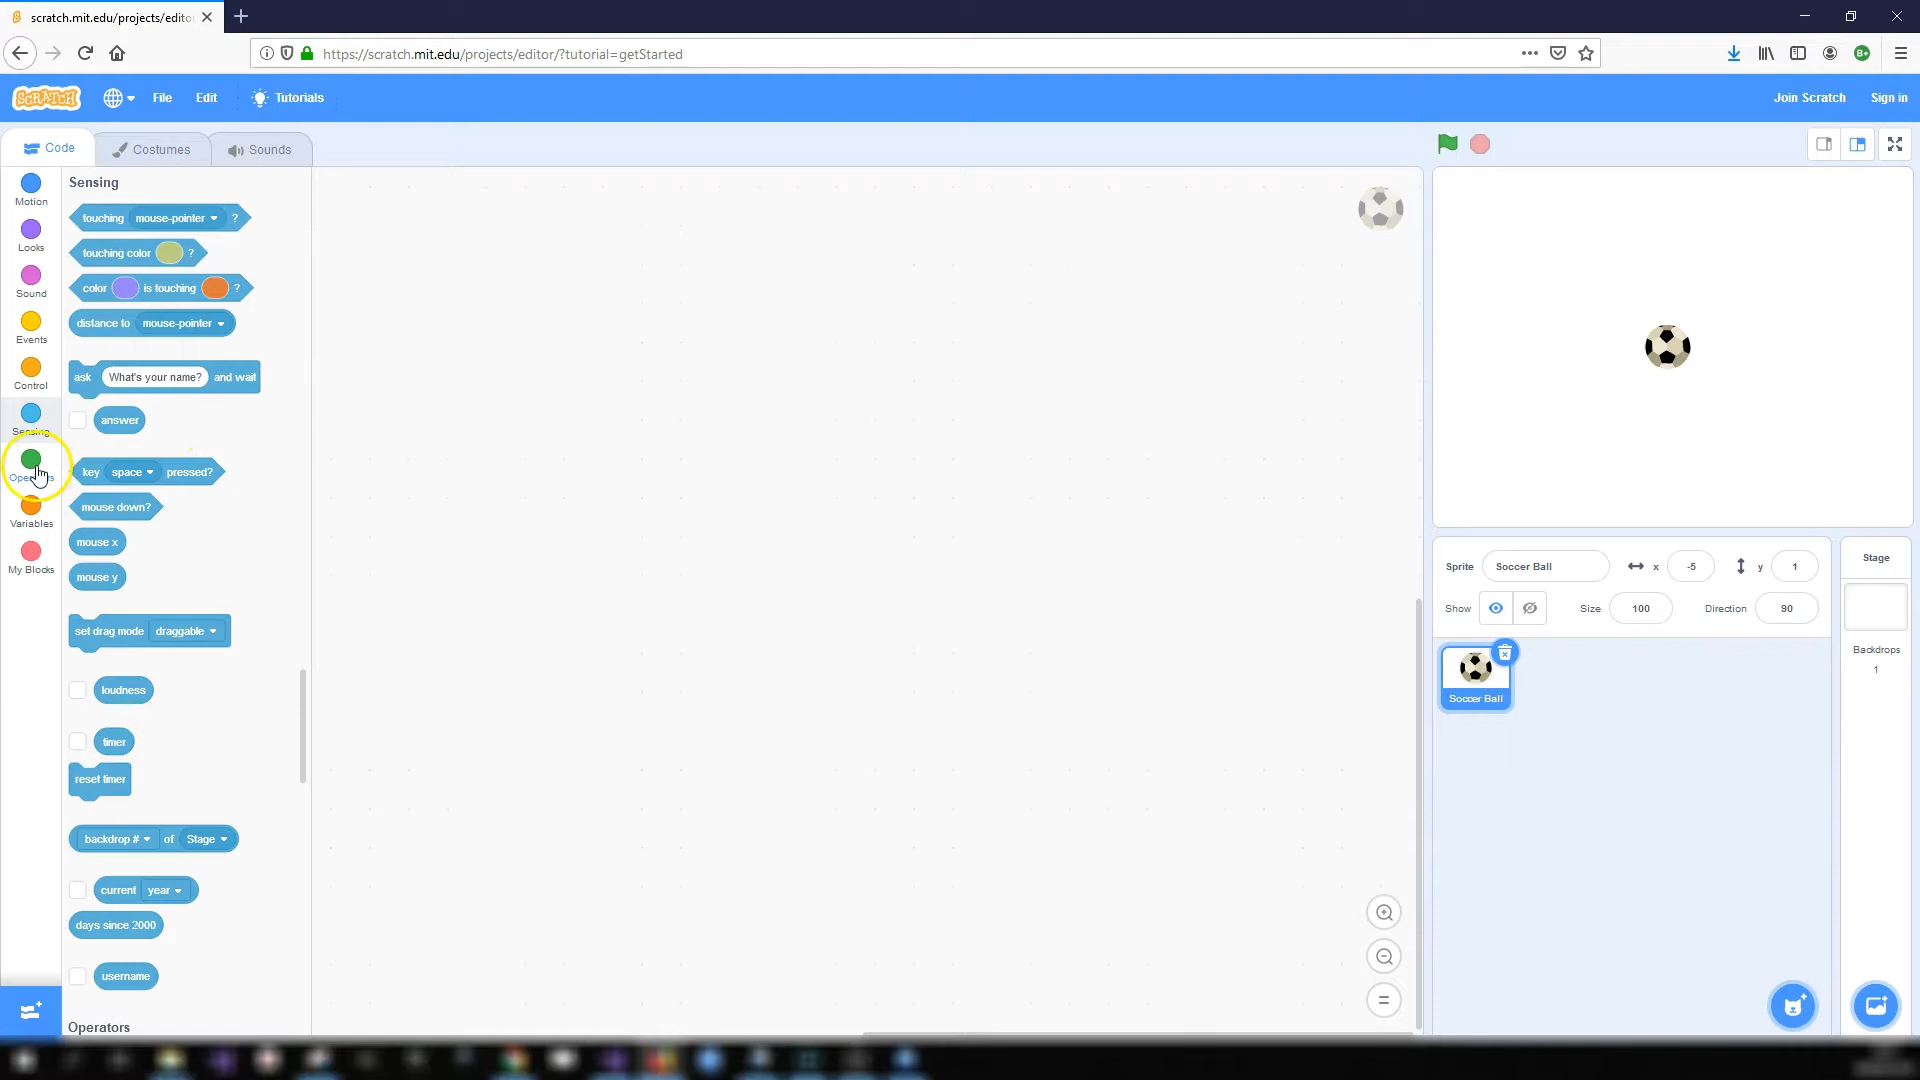 scratch.mit.edu/projects/edito
https://scratch.mit.edu/projects/editor/?tutorial=getStarted
SCRATCH File Edit Tutorials Join Scratch Sign in
Code Costumes Sounds
Motion
Looks
Sound
Events
Control
Sensing
Variables
My Blocks
Sensing
touching mouse-pointer ?
touching color ?
color is touching ?
distance to mouse-pointer
ask What's your name? and wait
answer
key space pressed?
mouse down?
mouse x
mouse y
set drag mode draggable
loudness
timer
reset timer
backdrop # of Stage
current year
days since 2000
username
Operators
Sprite Soccer Ball x -5 y 1
Show Size 100 Direction 90
Soccer Ball
Stage
Backdrops
1